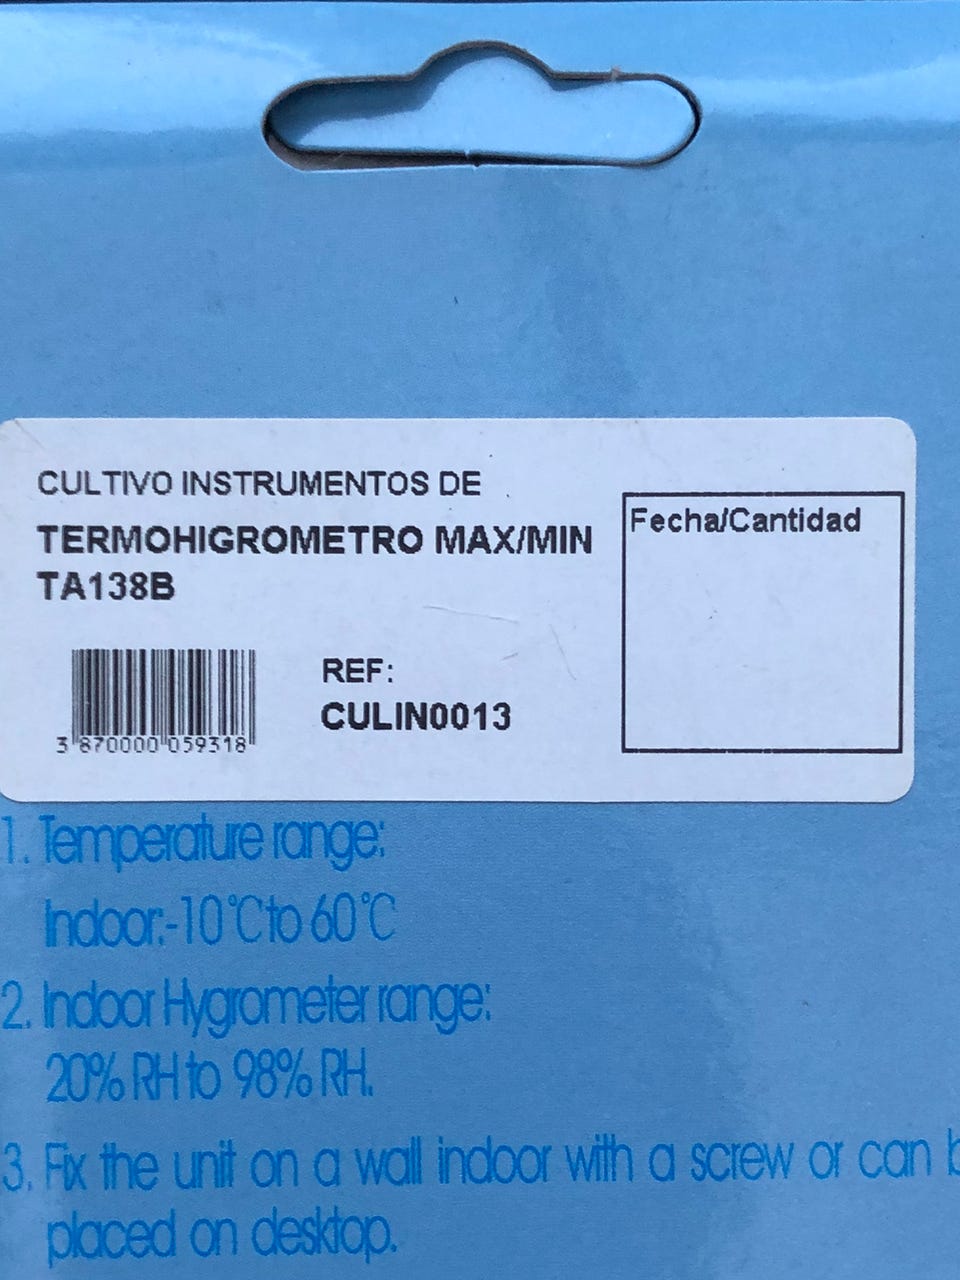 CULTIVO INSTRUMENTOS DE
TERMOHIGROMETRO MAX/MIN
TA138B
Fecha/Cantidad
REF:
CULIN0013
3 870000 059318
1. Temperature range:
Indoor:-10℃ to 60℃
2. Indoor Hygrometer range:
20% RH to 98% RH.
3. Fix the unit on a wall indoor with a screw or can
placed on desktop.